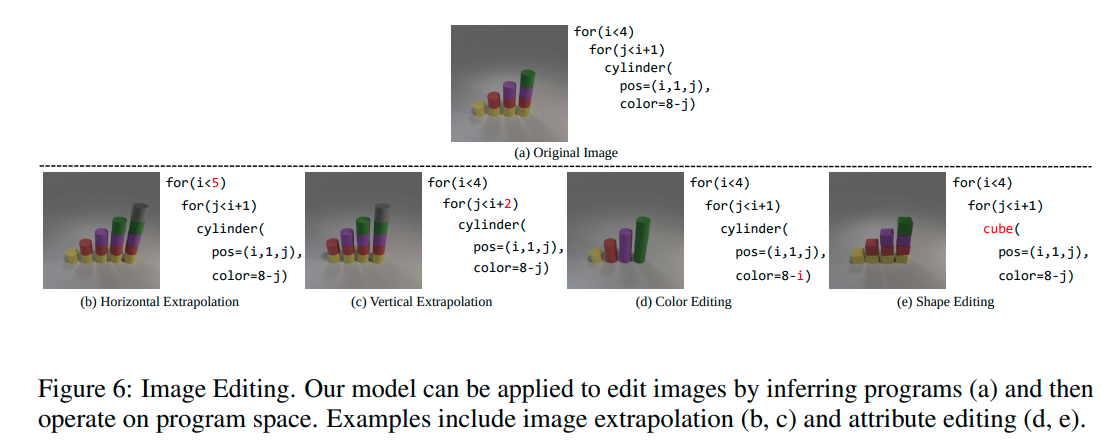 for(i<4)
for(j<i+1)
cylinder(
pos=(i,1,j),
color=8-j)
(a) Original Image
for(i<5)
for(j<i+1)
cylinder(
pos=(i,1,j),
color=8-j)
(b) Horizontal Extrapolation
for(i<4)
for(j<i+2)
cylinder(
pos=(i,1,j),
color=8-j)
(c) Vertical Extrapolation
for(i<4)
for(j<i+1)
cylinder(
pos=(i,1,j),
color=8-i)
(d) Color Editing
for(i<4)
for(j<i+1)
cube(
pos=(i,1,j),
color=8-j)
(e) Shape Editing
Figure 6: Image Editing. Our model can be applied to edit images by inferring programs (a) and then
operate on program space. Examples include image extrapolation (b, c) and attribute editing (d, e).